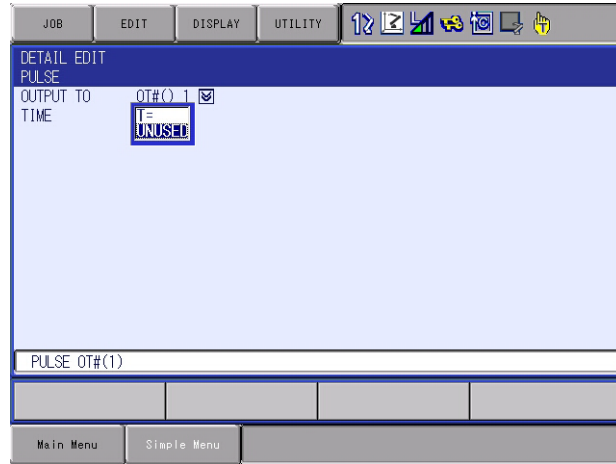 JOB EDIT DISPLAY UTILITY
DETAIL EDIT
PULSE
OUTPUT TO OT#() 1
TIME T=
UNUSED
PULSE OT#(1)
Main Menu Simple Menu